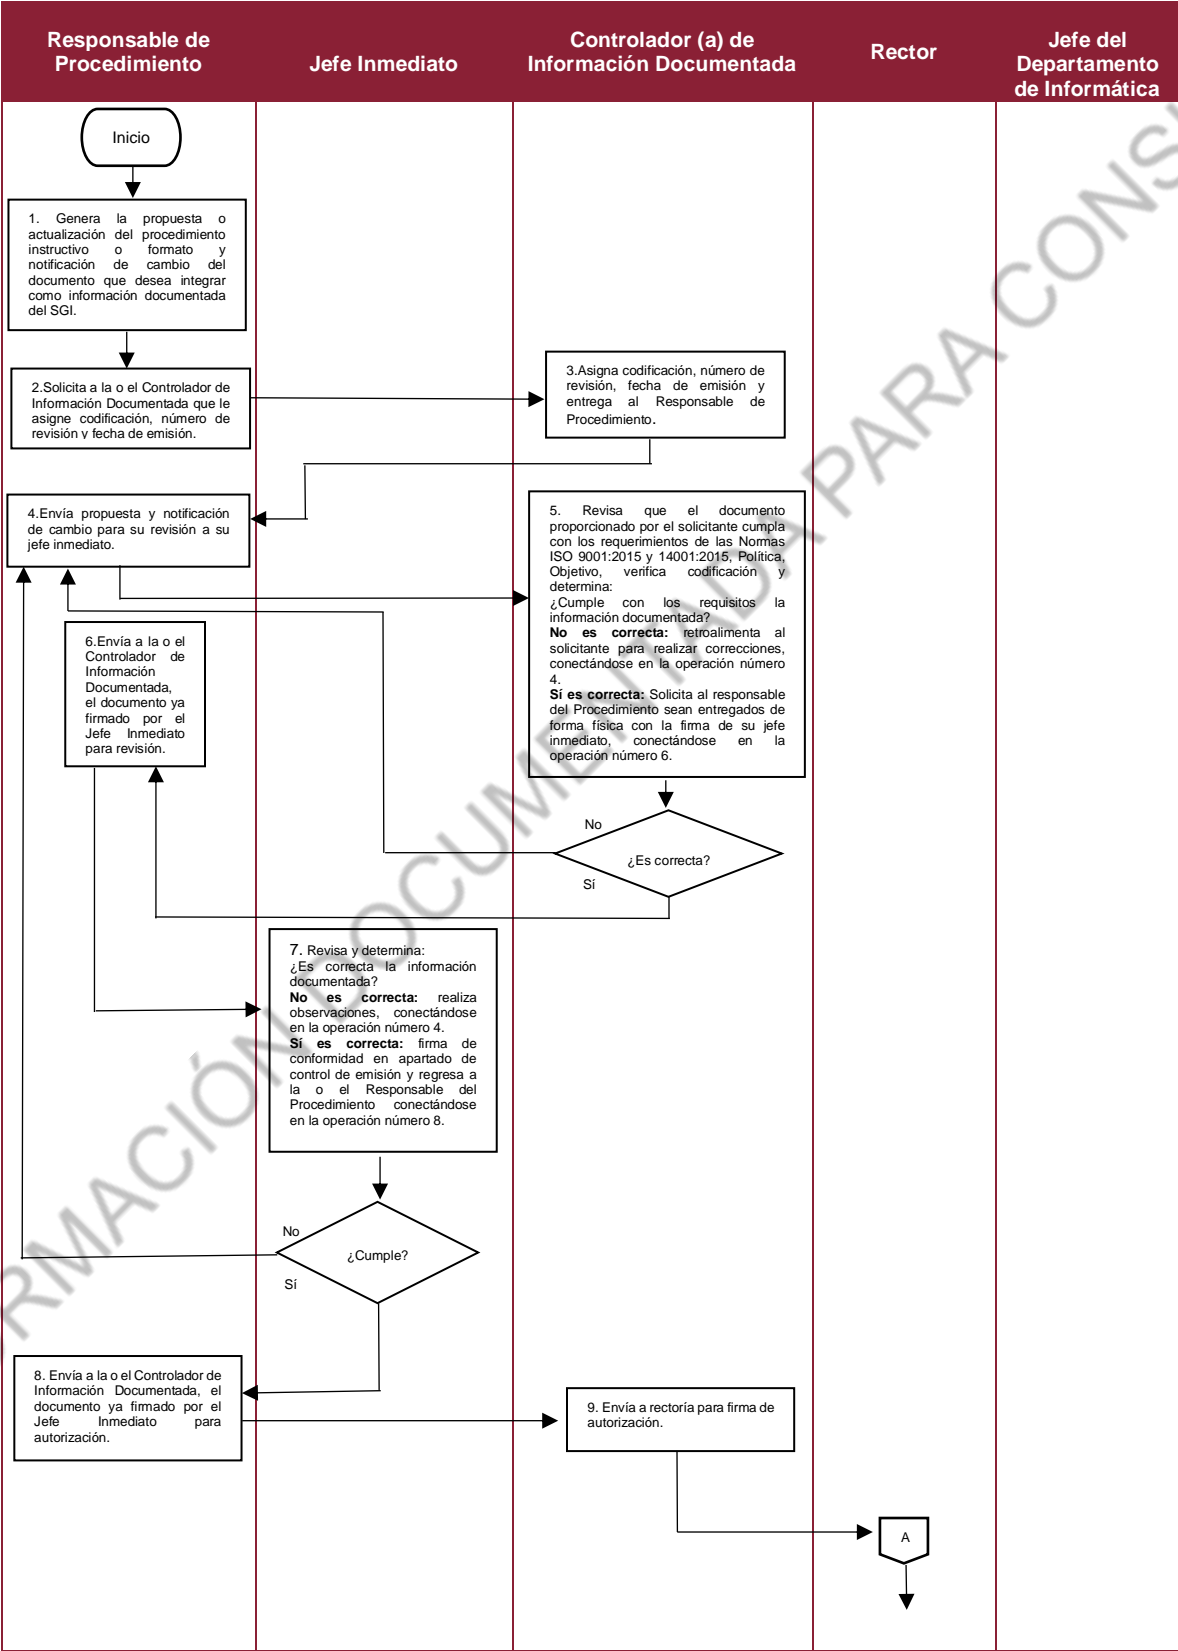 Responsable de
Procedimiento
Jefe Inmediato
Controlador (a) de
Información Documentada
Rector
Jefe del
Departamento
de Informática
Inicio
1. Genera la propuesta o
actualización del procedimiento
instructivo o formato y
notificación de cambio del
documento que desea integrar
como información documentada
del SGI.
2.Solicita a la o el Controlador de
Información Documentada que le
asigne codificación, número de
revisión y fecha de emisión.
3.Asigna codificación, número de
revisión, fecha de emisión y
entrega al Responsable de
Procedimiento.
4.Envía propuesta y notificación
de cambio para su revisión a su
jefe inmediato.
5. Revisa que el documento
proporcionado por el solicitante cumpla
con los requerimientos de las Normas
ISO 9001:2015 y 14001:2015, Política,
Objetivo, verifica codificación y
determina:
¿Cumple con los requisitos la
información documentada?
No es correcta: retroalimenta al
solicitante para realizar correcciones,
conectándose en la operación número
4.
Sí es correcta: Solicita al responsable
del Procedimiento sean entregados de
forma física con la firma de su jefe
inmediato, conectándose en la
operación número 6.
6.Envía a la o el
Controlador de
Información
Documentada,
el documento ya
firmado por el
Jefe Inmediato
para revisión.
No
¿Es correcta?
Sí
7. Revisa y determina:
¿Es correcta la información
documentada?
No es correcta: realiza
observaciones, conectándose
en la operación número 4.
Sí es correcta: firma de
conformidad en apartado de
control de emisión y regresa a
la o el Responsable del
Procedimiento conectándose
en la operación número 8.
No
¿Cumple?
Sí
8. Envía a la o el Controlador de
Información Documentada, el
documento ya firmado por el
Jefe Inmediato para
autorización.
9. Envía a rectoría para firma de
autorización.
A
DOCUMENTADA PARA